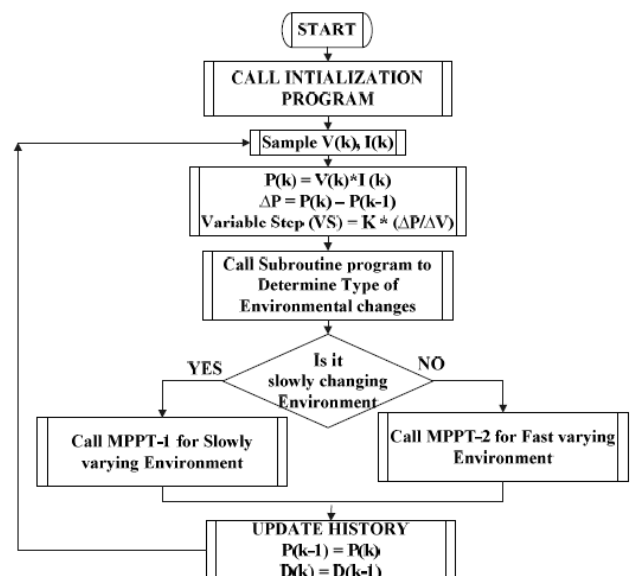 START
CALL INTIALIZATION
PROGRAM
Sample V(k), I(k)
P(k) = V(k)*I (k)
ΔP = P(k) – P(k-1)
Variable Step (VS) = K * (ΔP/ΔV)
Call Subroutine program to
Determine Type of
Environmental changes
YES
Is it
slowly changing
Environment
NO
Call MPPT-1 for Slowly
varying Environment
Call MPPT-2 for Fast varying
Environment
UPDATE HISTORY
P(k-1) = P(k)
D(k) = D(k-1)